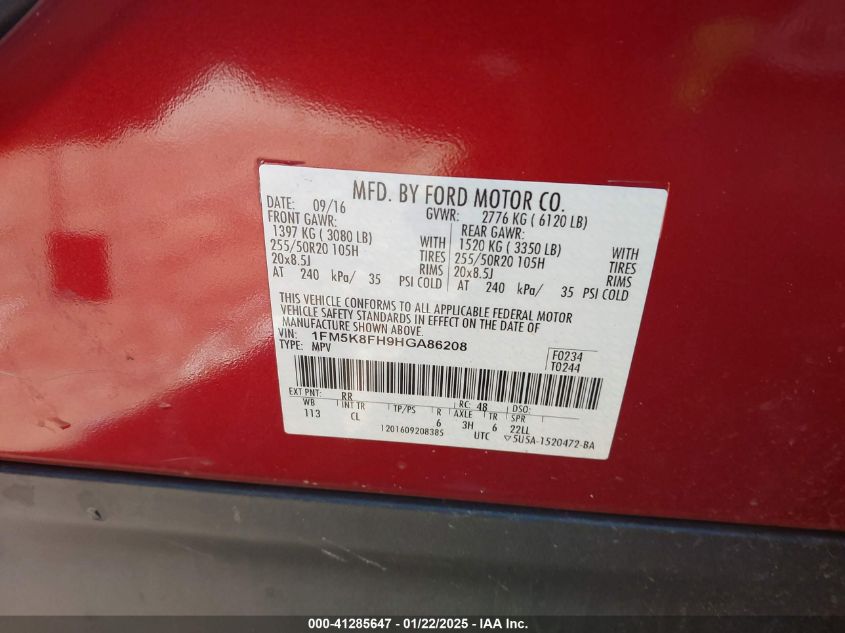 MFD. BY FORD MOTOR CO.
DATE: 09/16 GVWR: 2776 KG ( 6120 LB)
FRONT GAWR: REAR GAWR:
1397 KG ( 3080 LB) WITH 1520 KG ( 3350 LB) WITH
255/50R20 105H TIRES 255/50R20 105H TIRES
20x8.5J RIMS 20x8.5J RIMS
AT 240 kPa/ 35 PSI COLD AT 240 kPa/ 35 PSI COLD
THIS VEHICLE CONFORMS TO ALL APPLICABLE FEDERAL MOTOR
VEHICLE SAFETY STANDARDS IN EFFECT ON THE DATE OF
MANUFACTURE SHOWN ABOVE.
VIN: 1FM5K8FH9HGA86208
TYPE: MPV
F0234
T0244
EXT PNT: RR RC: 48 DSO:
WB INT TR TP/PS R AXLE TR SPR
113 CL 6 3H 6 22LL
1201609208385 UTC ▽5U5A-1520472-BA
000-41285647 - 01/22/2025 - IAA Inc.